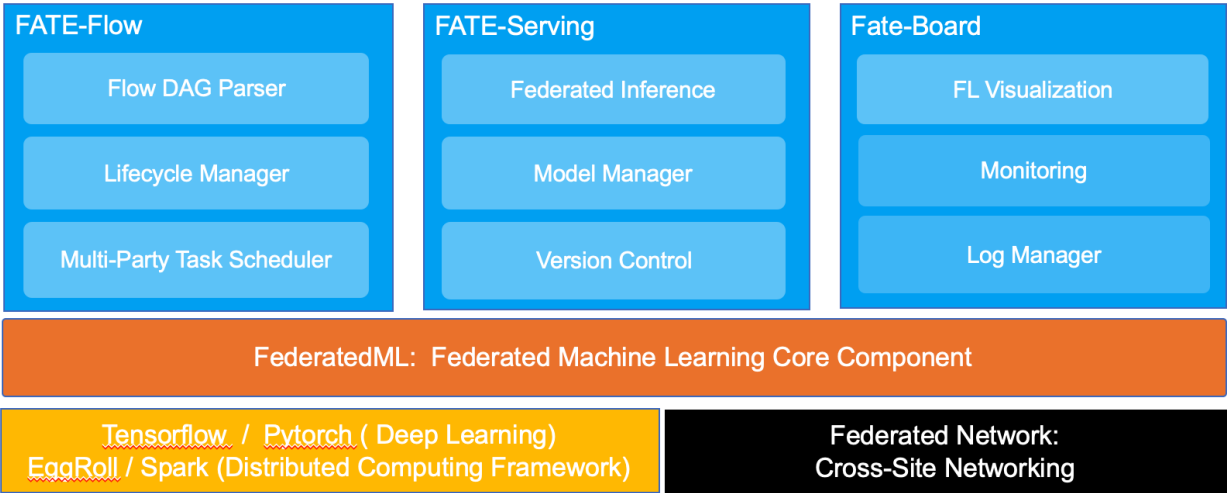 FATE-Flow
Flow DAG Parser
Lifecycle Manager
Multi-Party Task Scheduler
FATE-Serving
Federated Inference
Model Manager
Version Control
Fate-Board
FL Visualization
Monitoring
Log Manager
FederatedML: Federated Machine Learning Core Component
Tensorflow / Pytorch ( Deep Learning)
EggRoll / Spark (Distributed Computing Framework)
Federated Network:
Cross-Site Networking